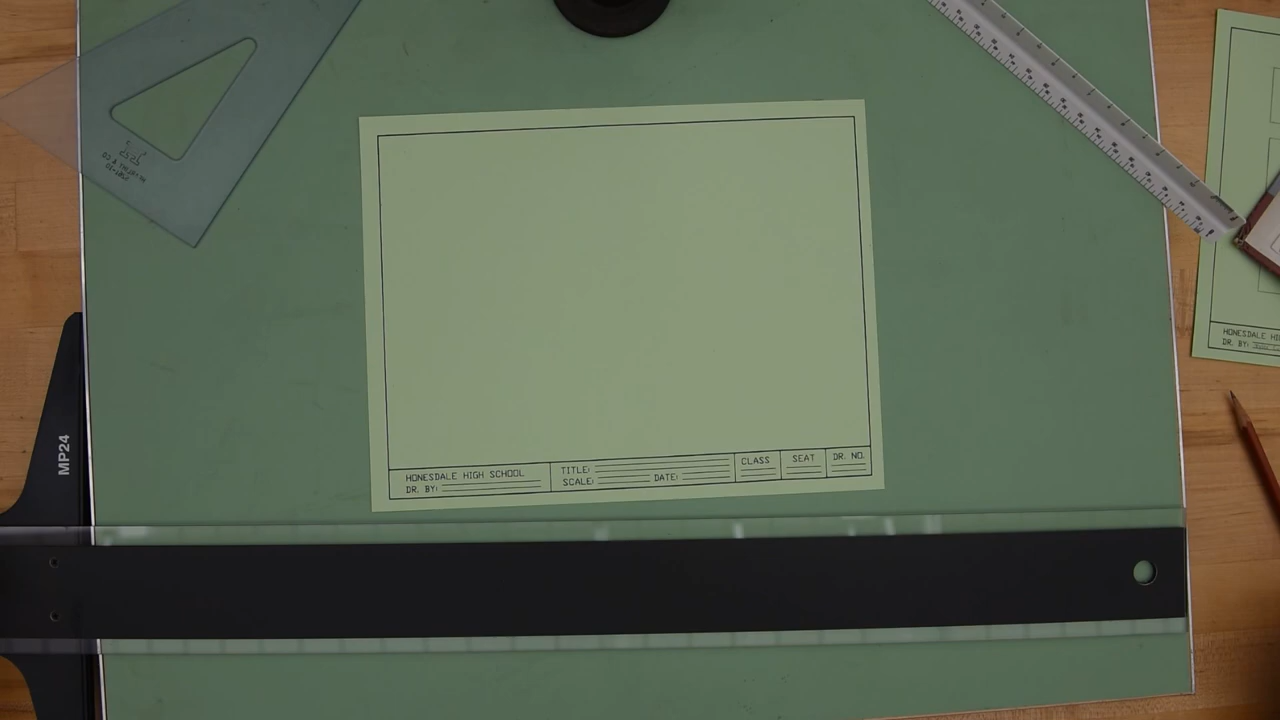 MP24
HONESDALE HIGH SCHOOL
DR. BY:
TITLE:
SCALE: DATE:
CLASS
SEAT
DR. NO.
HONESDALE HI
DR. BY: